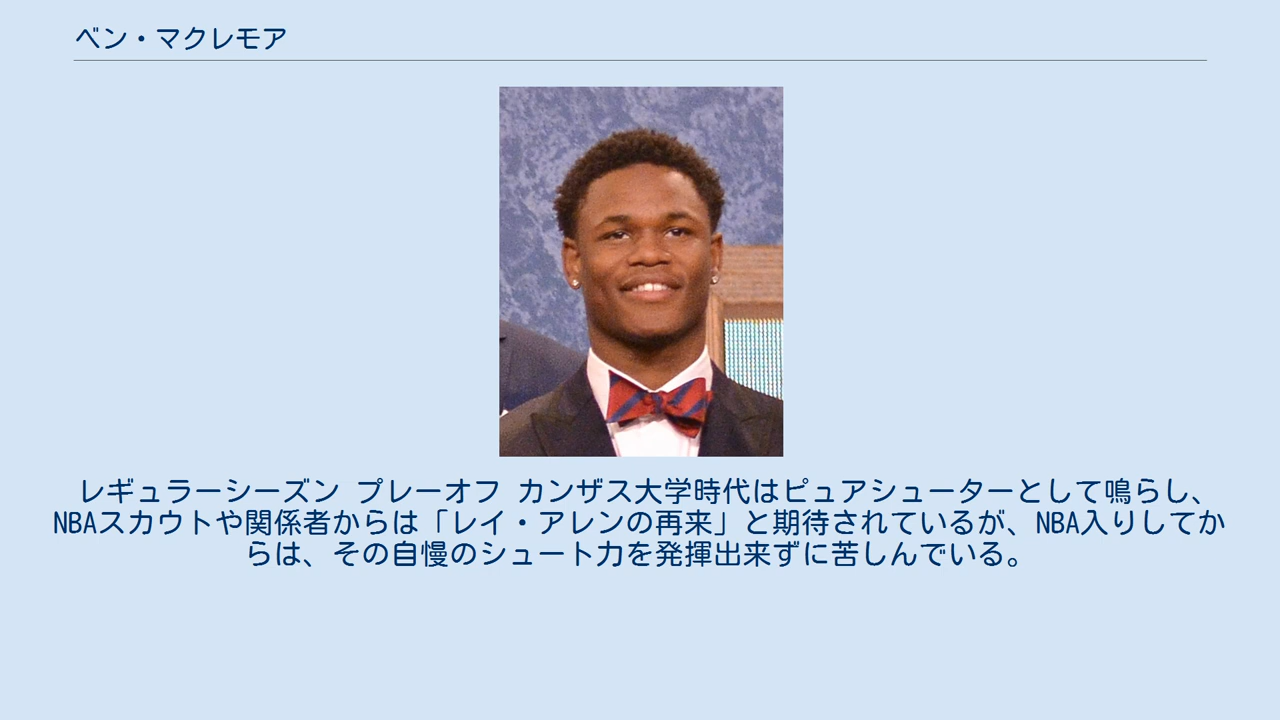 ベン・マクレモア
レギュラーシーズン プレーオフ カンザス大学時代はピュアシューターとして鳴らし、
NBAスカウトや関係者からは「レイ・アレンの再来」と期待されているが、NBA入りしてか
らは、その自慢のシュート力を発揮出来ずに苦しんでいる。